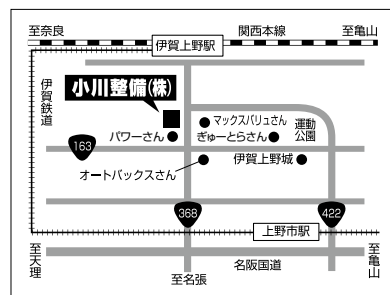 至奈良
伊賀上野駅
関西本線
至亀山
伊賀鉄道
小川整備(株)
マックスバリュさん
パワーさん
ぎゅーとらさん
運動
公園
163
オートバックスさん
伊賀上野城
368
422
上野市駅
至天理
至名張
名阪国道
至亀山